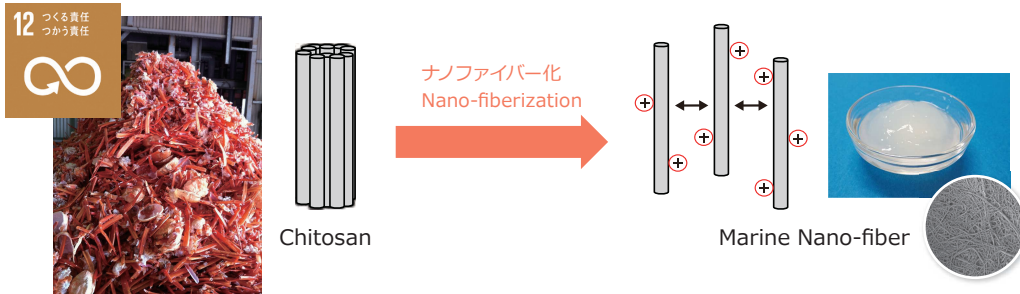 12 つくる責任
つかう責任
ナノファイバー化
Nano-fiberization
Chitosan
Marine Nano-fiber